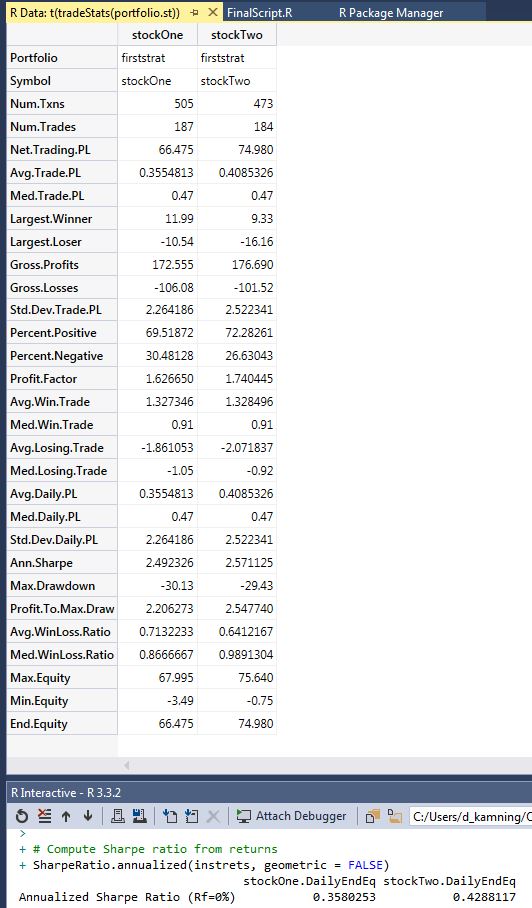 R Data: t(tradeStats(portfolio.st)) FinalScript.R R Package Manager
stockOne stockTwo
Portfolio firststrat firststrat
Symbol stockOne stockTwo
Num.Txns 505 473
Num.Trades 187 184
Net.Trading.PL 66.475 74.980
Avg.Trade.PL 0.3554813 0.4085326
Med.Trade.PL 0.47 0.47
Largest.Winner 11.99 9.33
Largest.Loser -10.54 -16.16
Gross.Profits 172.555 176.690
Gross.Losses -106.08 -101.52
Std.Dev.Trade.PL 2.264186 2.522341
Percent.Positive 69.51872 72.28261
Percent.Negative 30.48128 26.63043
Profit.Factor 1.626650 1.740445
Avg.Win.Trade 1.327346 1.328496
Med.Win.Trade 0.91 0.91
Avg.Losing.Trade -1.861053 -2.071837
Med.Losing.Trade -1.05 -0.92
Avg.Daily.PL 0.3554813 0.4085326
Med.Daily.PL 0.47 0.47
Std.Dev.Daily.PL 2.264186 2.522341
Ann.Sharpe 2.492326 2.571125
Max.Drawdown -30.13 -29.43
Profit.To.Max.Draw 2.206273 2.547740
Avg.WinLoss.Ratio 0.7132233 0.6412167
Med.WinLoss.Ratio 0.8666667 0.9891304
Max.Equity 67.995 75.640
Min.Equity -3.49 -0.75
End.Equity 66.475 74.980
R Interactive - R 3.3.2
Attach Debugger C:/Users/d_kamning/
>
+ # Compute Sharpe ratio from returns
+ SharpeRatio.annualized(instrets, geometric = FALSE)
stockOne.DailyEndEq stockTwo.DailyEndEq
Annualized Sharpe Ratio (Rf=0%) 0.3580253 0.4288117